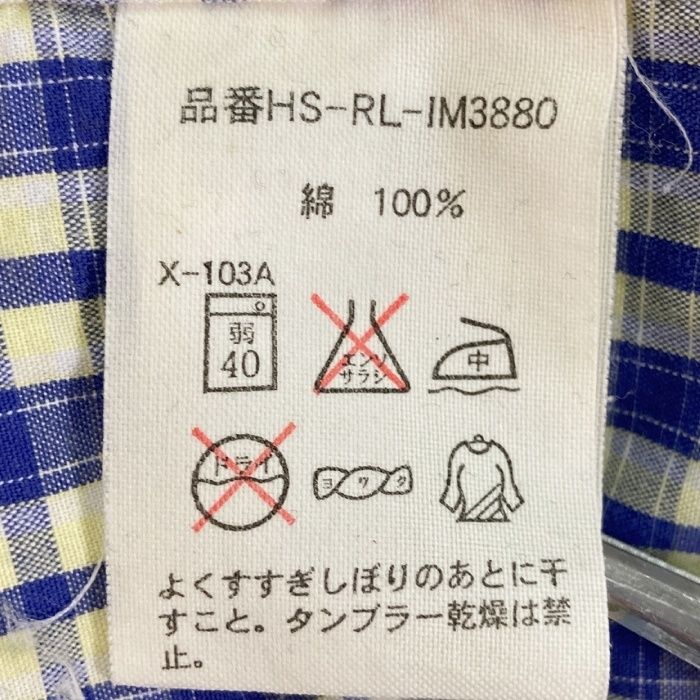 品番HS-RL-IM3880
綿 100%
X-103A
弱
40
エンソ
サラシ
中
ドライ
ヨワク
よくすすぎしぼりのあとに干
すこと。タンブラー乾燥は禁
止。